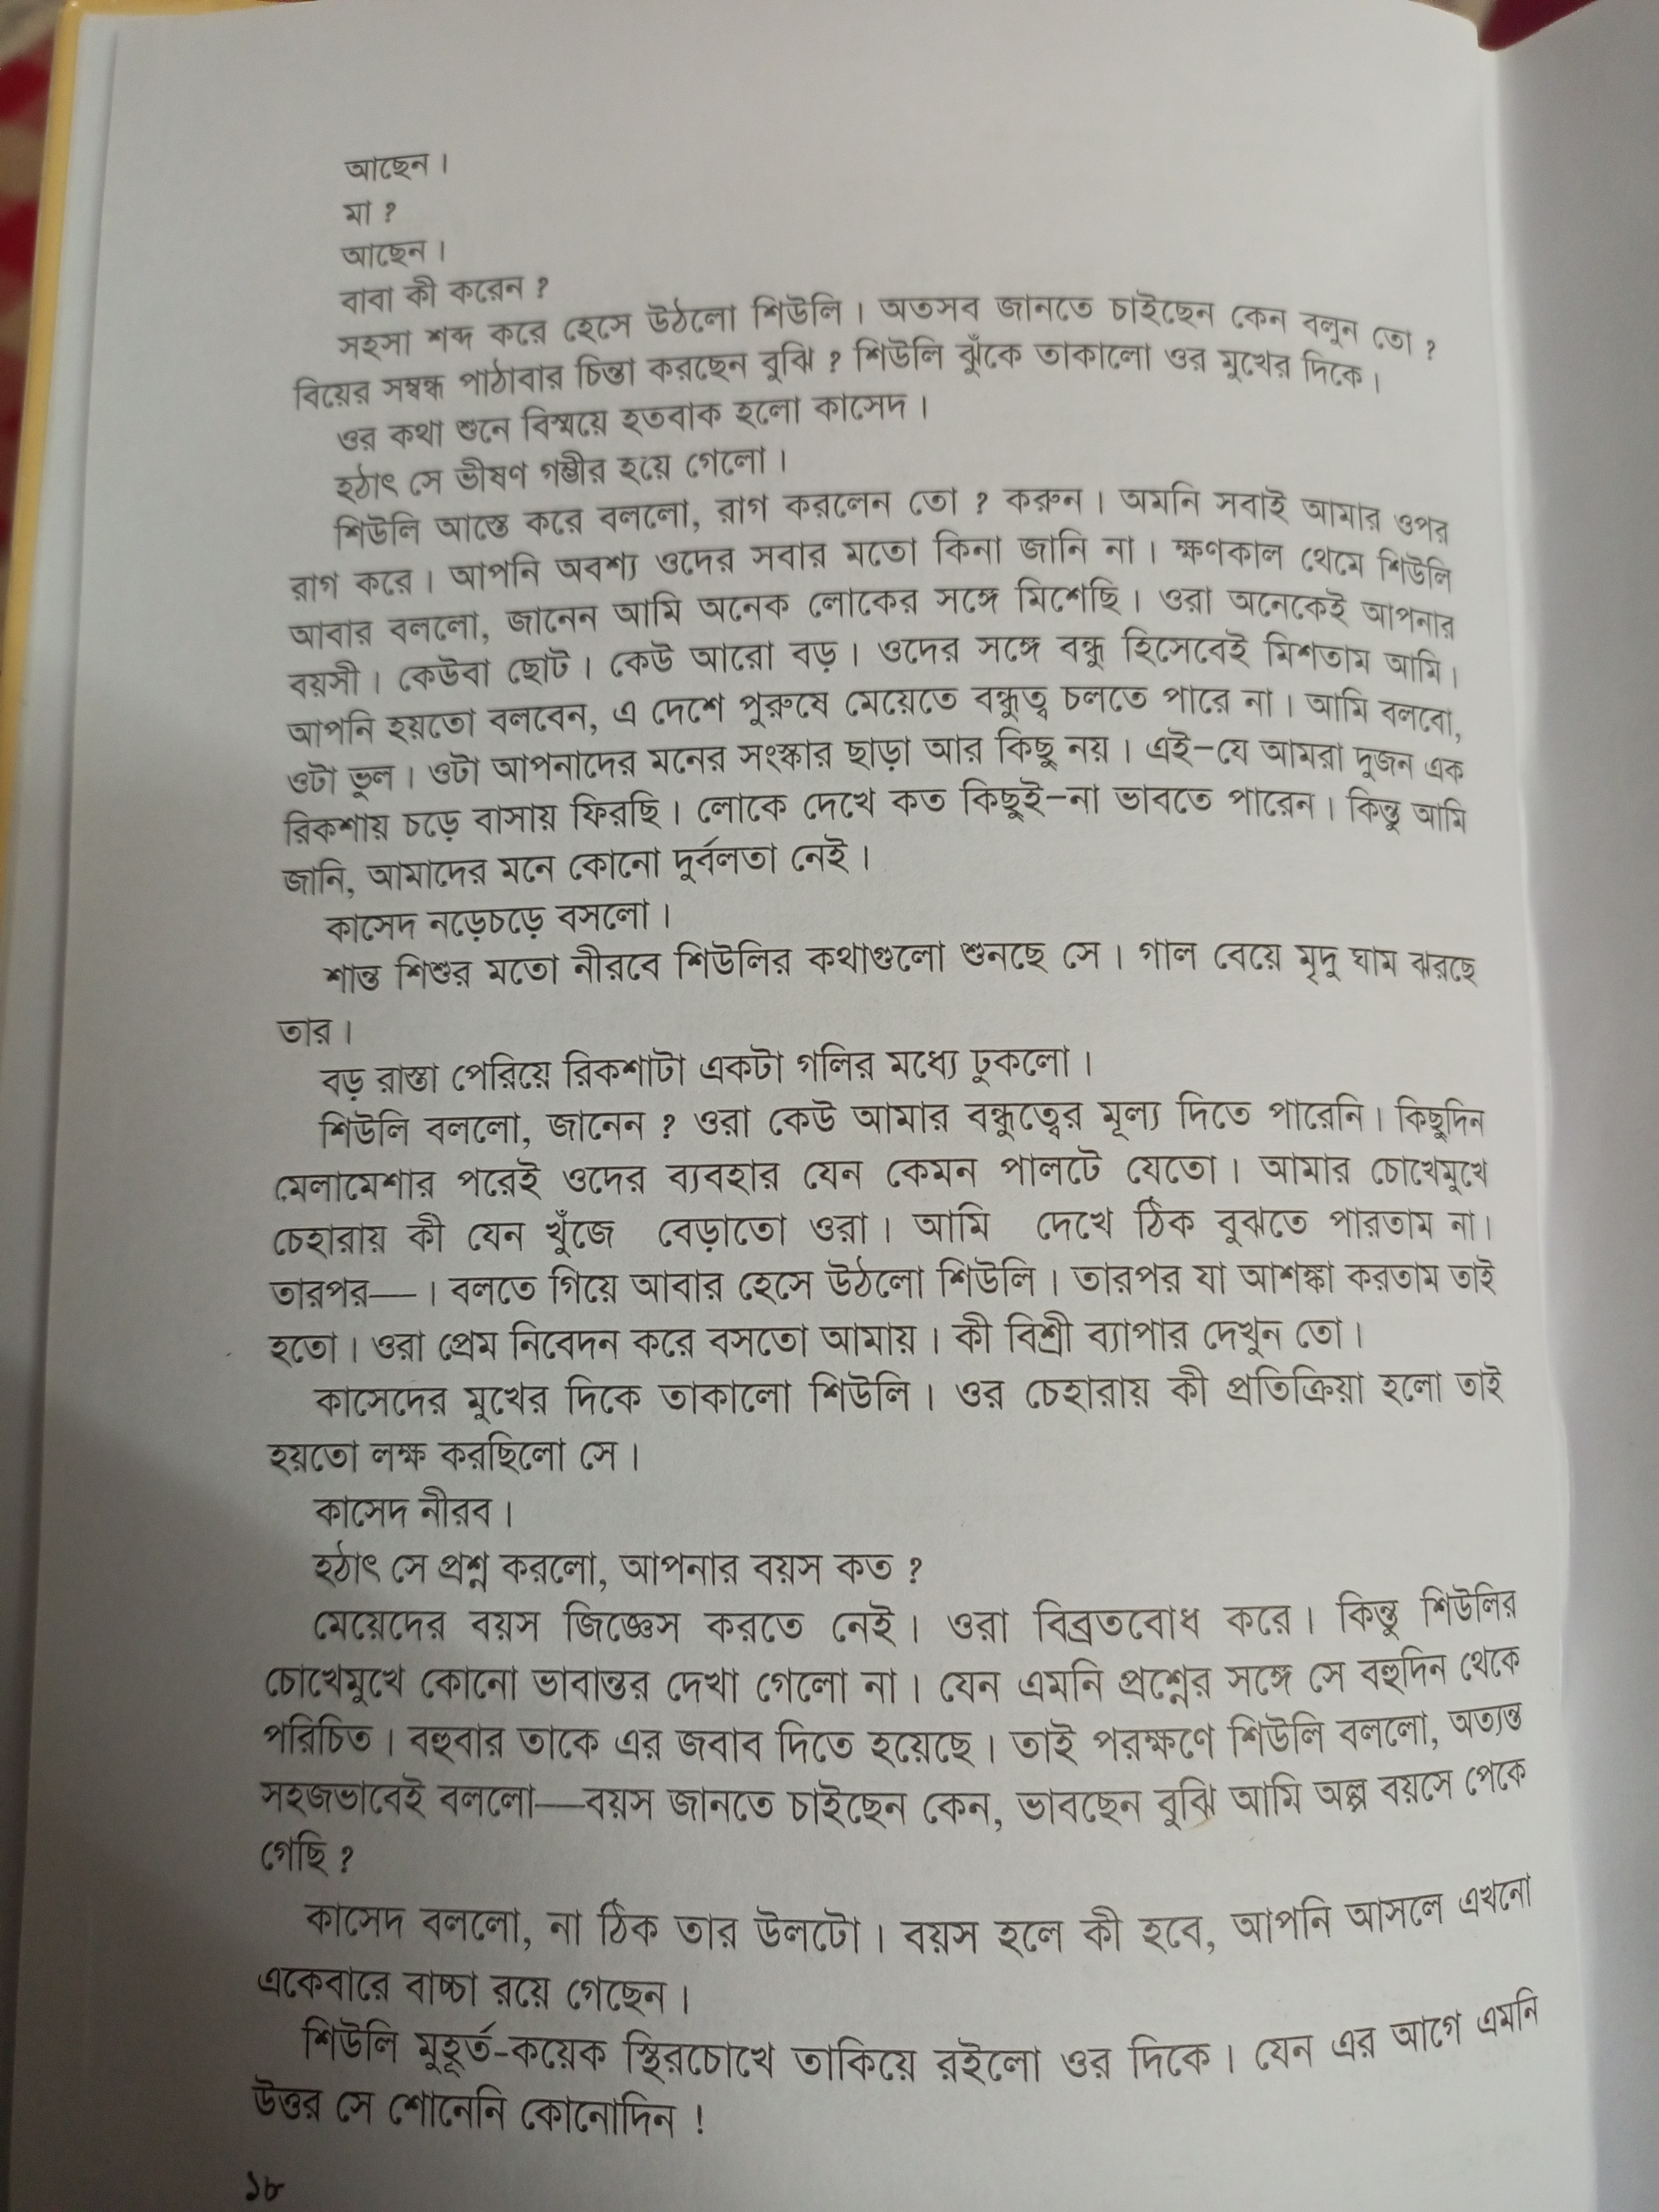 আছেন।
মা ?
আছেন।
বাবা কী করেন ?
সহসা শব্দ করে হেসে উঠলো শিউলি। অতসব জানতে চাইছেন কেন বলুন তো ?
বিয়ের সম্বন্ধ পাঠাবার চিন্তা করছেন বুঝি ? শিউলি ঝুঁকে তাকালো ওর মুখের দিকে।
ওর কথা শুনে বিস্ময়ে হতবাক হলো কাসেদ।
হঠাৎ সে ভীষণ গম্ভীর হয়ে গেলো।
শিউলি আস্তে করে বললো, রাগ করলেন তো ? করুন। অমনি সবাই আমার ওপর
রাগ করে। আপনি অবশ্য ওদের সবার মতো কিনা জানি না। ক্ষণকাল থেমে শিউলি
আবার বললো, জানেন আমি অনেক লোকের সঙ্গে মিশেছি। ওরা অনেকেই আপনার
বয়সী। কেউবা ছোট। কেউ আরো বড়। ওদের সঙ্গে বন্ধু হিসেবেই মিশতাম আমি।
আপনি হয়তো বলবেন, এ দেশে পুরুষে মেয়েতে বন্ধুত্ব চলতে পারে না। আমি বলবো,
ওটা ভুল। ওটা আপনাদের মনের সংস্কার ছাড়া আর কিছু নয়। এই-যে আমরা দুজন এক
রিকশায় চড়ে বাসায় ফিরছি। লোকে দেখে কত কিছুই-না ভাবতে পারেন। কিন্তু আমি
জানি, আমাদের মনে কোনো দুর্বলতা নেই।
কাসেদ নড়েচড়ে বসলো।
শান্ত শিশুর মতো নীরবে শিউলির কথাগুলো শুনছে সে। গাল বেয়ে মৃদু ঘাম ঝরছে
তার।
বড় রাস্তা পেরিয়ে রিকশাটা একটা গলির মধ্যে ঢুকলো।
শিউলি বললো, জানেন ? ওরা কেউ আমার বন্ধুত্বের মূল্য দিতে পারেনি। কিছুদিন
মেলামেশার পরেই ওদের ব্যবহার যেন কেমন পালটে যেতো। আমার চোখেমুখে
চেহারায় কী যেন খুঁজে বেড়াতো ওরা। আমি দেখে ঠিক বুঝতে পারতাম না।
তারপর—। বলতে গিয়ে আবার হেসে উঠলো শিউলি। তারপর যা আশঙ্কা করতাম তাই
হতো। ওরা প্রেম নিবেদন করে বসতো আমায়। কী বিশ্রী ব্যাপার দেখুন তো।
কাসেদের মুখের দিকে তাকালো শিউলি। ওর চেহারায় কী প্রতিক্রিয়া হলো তাই
হয়তো লক্ষ করছিলো সে।
কাসেদ নীরব।
হঠাৎ সে প্রশ্ন করলো, আপনার বয়স কত ?
মেয়েদের বয়স জিজ্ঞেস করতে নেই। ওরা বিব্রতবোধ করে। কিন্তু শিউলির
চোখেমুখে কোনো ভাবান্তর দেখা গেলো না। যেন এমনি প্রশ্নের সঙ্গে সে বহুদিন থেকে
পরিচিত। বহুবার তাকে এর জবাব দিতে হয়েছে। তাই পরক্ষণে শিউলি বললো, অত্যন্ত
সহজভাবেই বললো—বয়স জানতে চাইছেন কেন, ভাবছেন বুঝি আমি অল্প বয়সে পেকে
গেছি ?
কাসেদ বললো, না ঠিক তার উলটো। বয়স হলে কী হবে, আপনি আসলে এখনো
একেবারে বাচ্চা রয়ে গেছেন।
শিউলি মুহূর্ত-কয়েক স্থিরচোখে তাকিয়ে রইলো ওর দিকে। যেন এর আগে এমনি
উত্তর সে শোনেনি কোনোদিন !
১৮